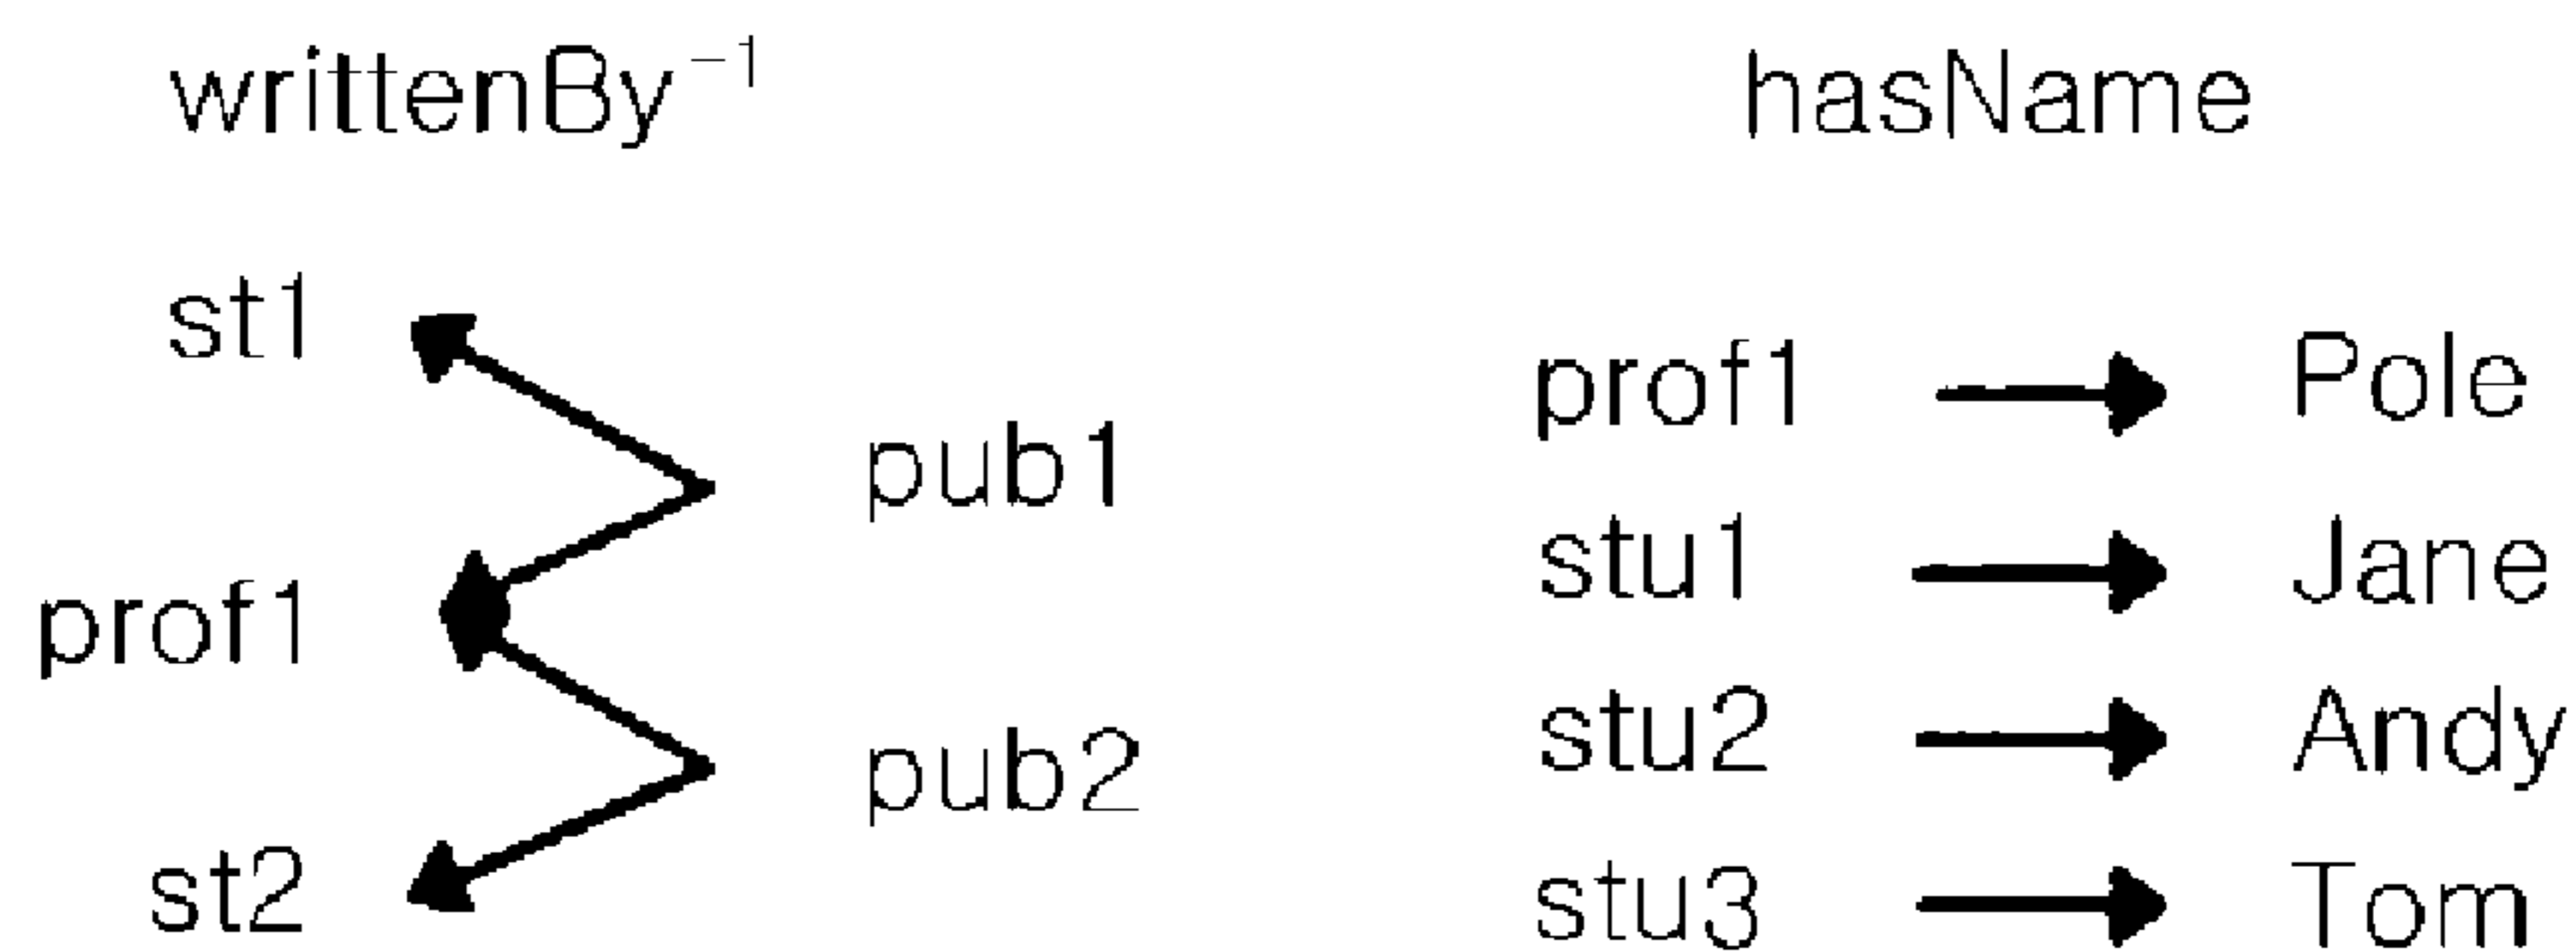 writtenBy⁻¹
st1
pub1
prof1
pub2
st2
hasName
prof1 Pole
stu1 Jane
stu2 Andy
stu3 Tom